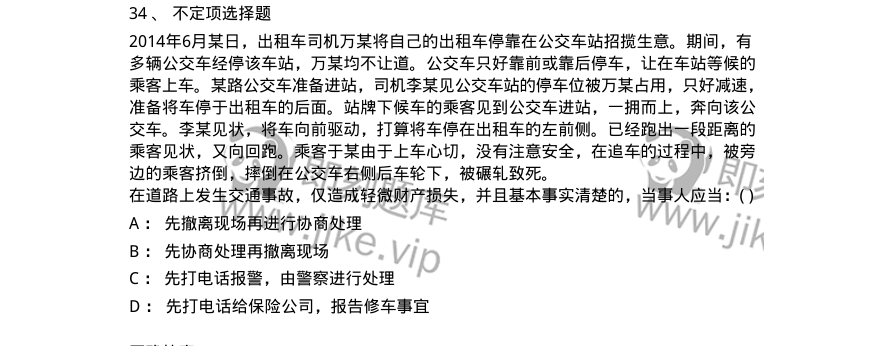 34 、 不定项选择题
2014年6月某日，出租车司机万某将自己的出租车停靠在公交车站招揽生意。期间，有
多辆公交车经停该车站，万某均不让道。公交车只好靠前或靠后停车，让在车站等候的
乘客上车。某路公交车准备进站，司机李某见公交车站的停车位被万某占用，只好减速，
准备将车停于出租车的后面。站牌下候车的乘客见到公交车进站，一拥而上，奔向该公
交车。李某见状，将车向前驱动，打算将车停在出租车的左前侧。已经跑出一段距离的
乘客见状，又向回跑。乘客于某由于上车心切，没有注意安全，在追车的过程中，被旁
边的乘客挤倒，摔倒在公交车右侧后车轮下，被碾轧致死。
在道路上发生交通事故，仅造成轻微财产损失，并且基本事实清楚的，当事人应当：( )
A ： 先撤离现场再进行协商处理
B ： 先协商处理再撤离现场
C ： 先打电话报警，由警察进行处理
D ： 先打电话给保险公司，报告修车事宜
即刻题库
www.jike.vip
即刻题
www.jik